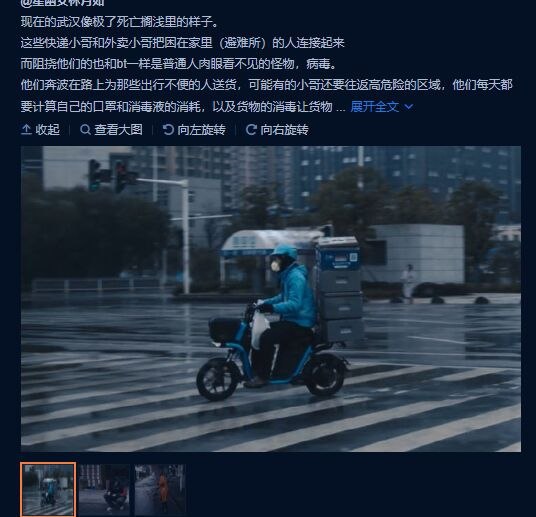 现在的武汉像极了死亡搁浅里的样子。
这些快递小哥和外卖小哥把困在家里（避难所）的人连接起来
而阻挠他们的也和bt一样是普通人肉眼看不见的怪物，病毒。
他们奔波在路上为那些出行不便的人送货，可能有的小哥还要往返高危险的区域，他们每天都
要计算自己的口罩和消毒液的消耗，以及货物的消毒让货物 ... 展开全文
收起 查看大图 向左旋转 向右旋转